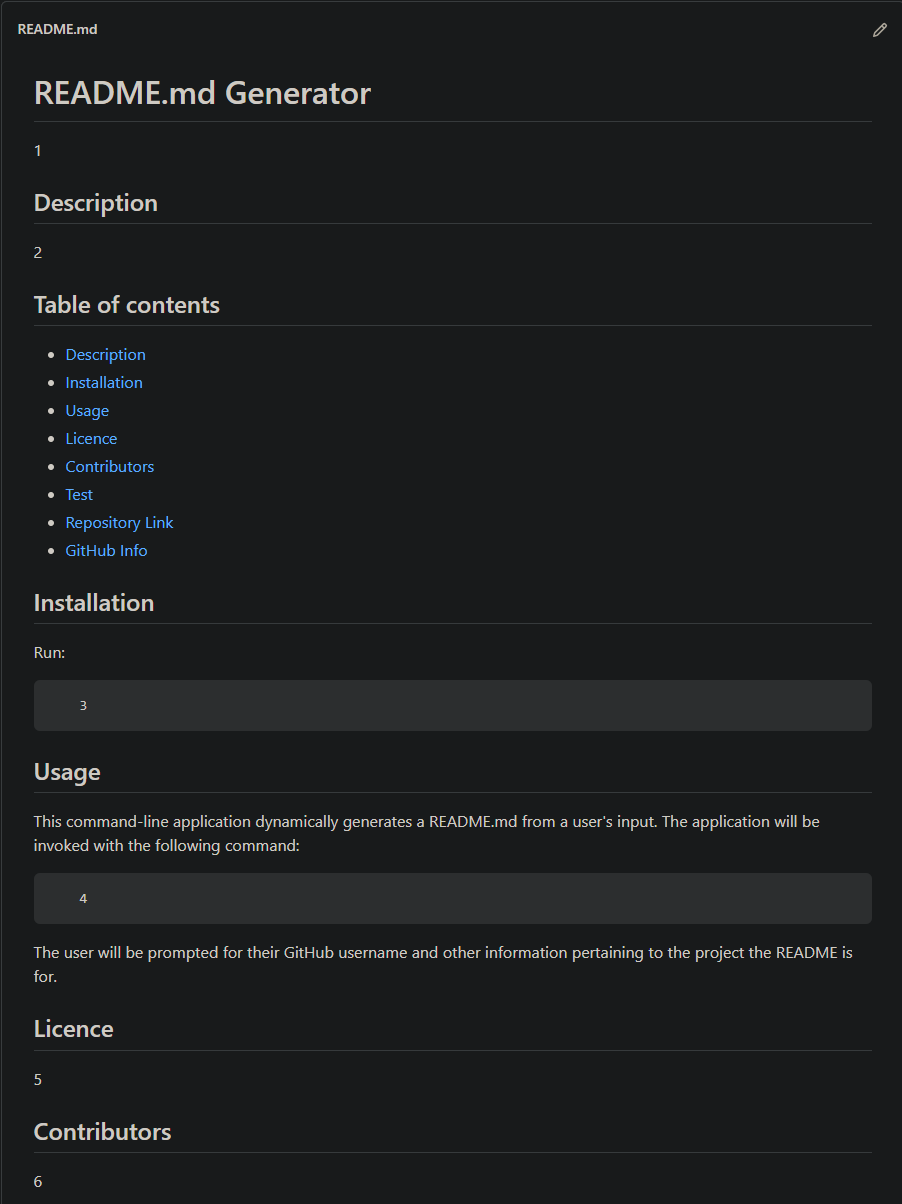 README.md
README.md Generator
1
Description
2
Table of contents
Description
Installation
Usage
Licence
Contributors
Test
Repository Link
GitHub Info
Installation
Run:
3
Usage
This command-line application dynamically generates a README.md from a user's input. The application will be
invoked with the following command:
4
The user will be prompted for their GitHub username and other information pertaining to the project the README is
for.
Licence
5
Contributors
6